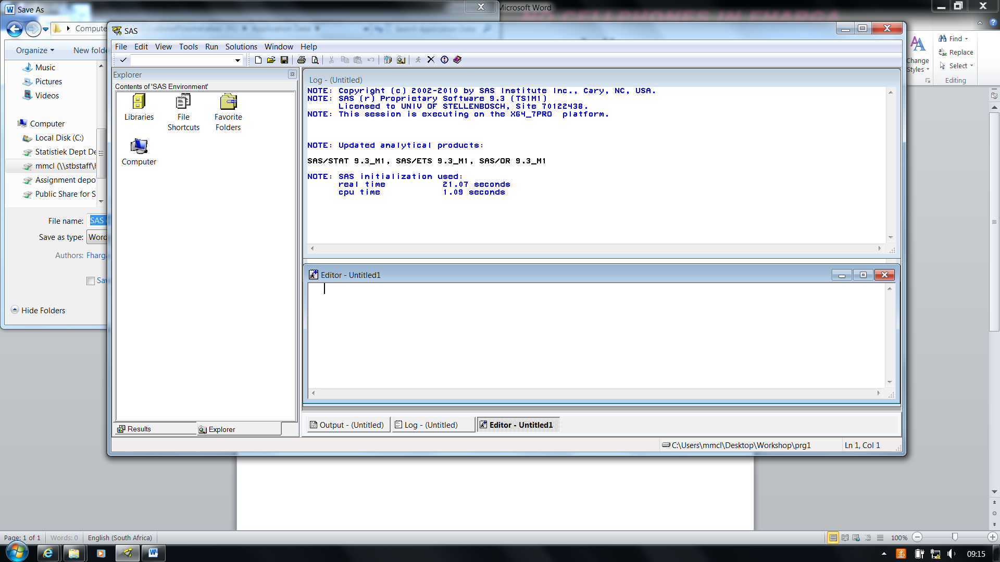 Save As
Microsoft Word
Compute
Application Data
Search Application Data
Organize
New folde
Music
Pictures
Videos
Computer
Local Disk (C:)
Statistiek Dept De
mmcl (\\stbstaff\h
Assignment depo
Public Share for S
File name: SAS
Save as type: Word
Authors: Fharga
Sav
Hide Folders
SAS
File Edit View Tools Run Solutions Window Help
Explorer
Contents of 'SAS Environment'
Libraries
File Shortcuts
Favorite Folders
Computer
Results
Explorer
Log - (Untitled)
NOTE: Copyright (c) 2002-2010 by SAS Institute Inc., Cary, NC, USA.
NOTE: SAS (r) Proprietary Software 9.3 (TS1M1)
Licensed to UNIV OF STELLENBOSCH, Site 70122438.
NOTE: This session is executing on the X64_7PRO  platform.
NOTE: Updated analytical products:
SAS/STAT 9.3_M1, SAS/ETS 9.3_M1, SAS/OR 9.3_M1
NOTE: SAS initialization used:
real time 21.07 seconds
cpu time 1.09 seconds
Editor - Untitled1
Output - (Untitled)
Log - (Untitled)
Editor - Untitled1
C:\Users\mmcl\Desktop\Workshop\prg1
Ln 1, Col 1
Change Styles
Find
Replace
Select
Editing
Page: 1 of 1
Words: 0
English (South Africa)
100%
09:15